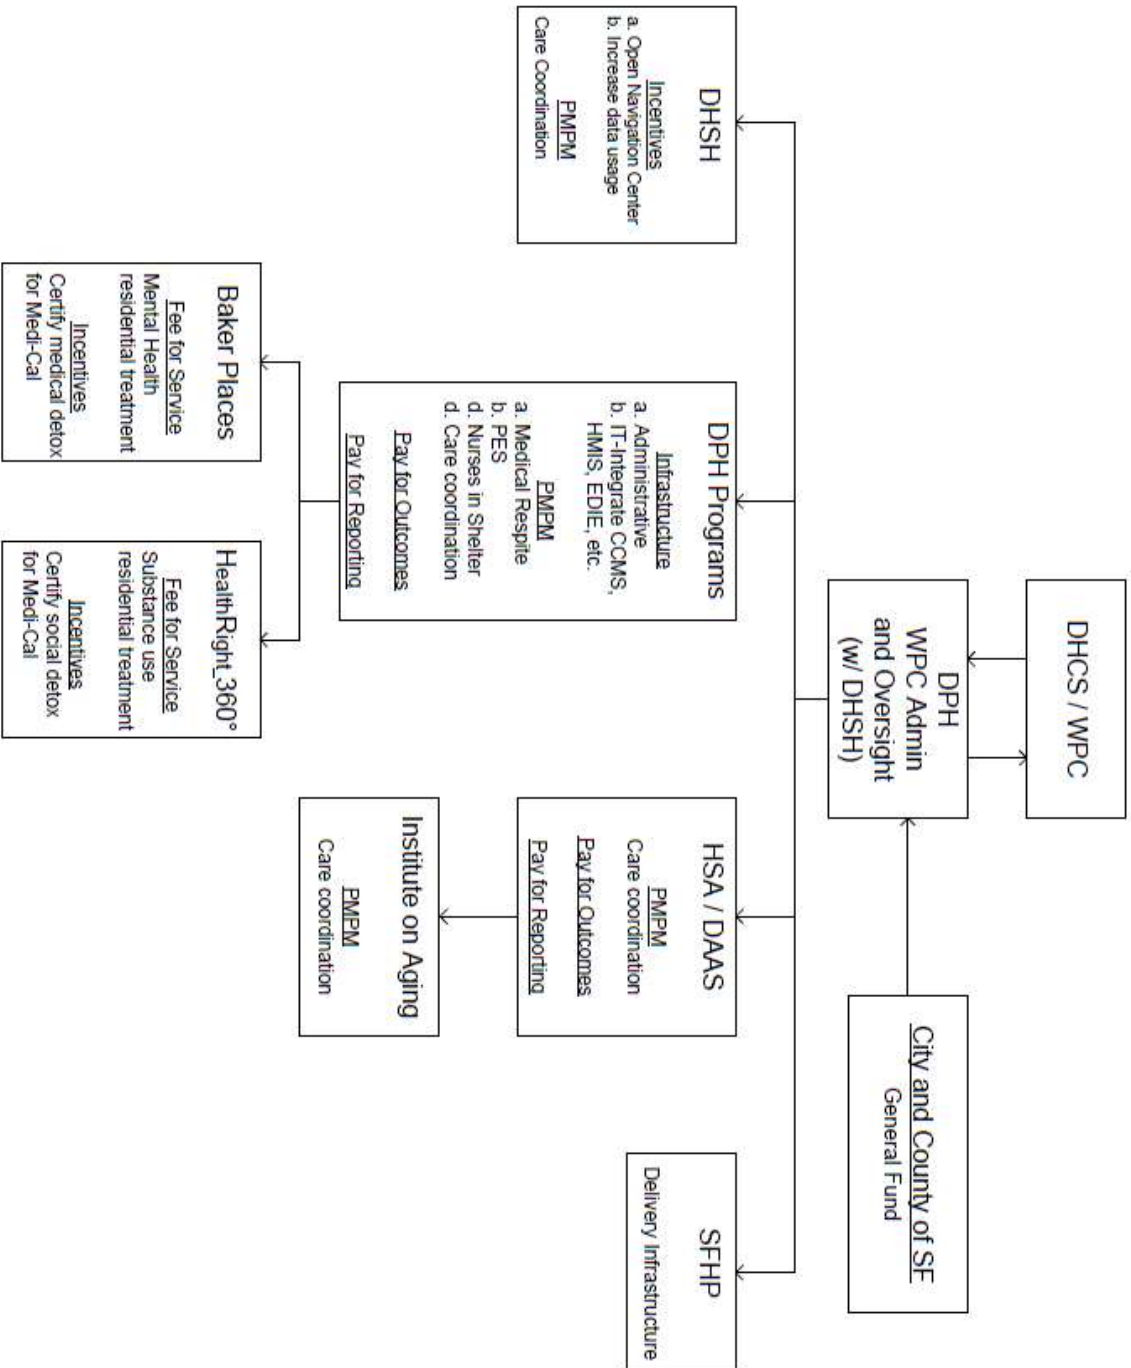 DHCS / WPC
DPH
WPC Admin
and Oversight
(w/ DHSH)
City and County of SF
General Fund
DHSH
Incentives
a. Open Navigation Center
b. Increase data usage
PMPM
Care Coordination
DPH Programs
Infrastructure
a. Administrative
b. IT-Integrate CCMS,
HMIS, EDIE, etc.
PMPM
a. Medical Respite
b. PES
d. Nurses in Shelter
d. Care coordination
Pay for Outcomes
Pay for Reporting
HSA / DAAS
PMPM
Care coordination
Pay for Outcomes
Pay for Reporting
SFHP
Delivery Infrastructure
Baker Places
Fee for Service
Mental Health
residential treatment
Incentives
Certify medical detox
for Medi-Cal
HealthRight_360°
Fee for Service
Substance use
residential treatment
Incentives
Certify social detox
for Medi-Cal
Institute on Aging
PMPM
Care coordination